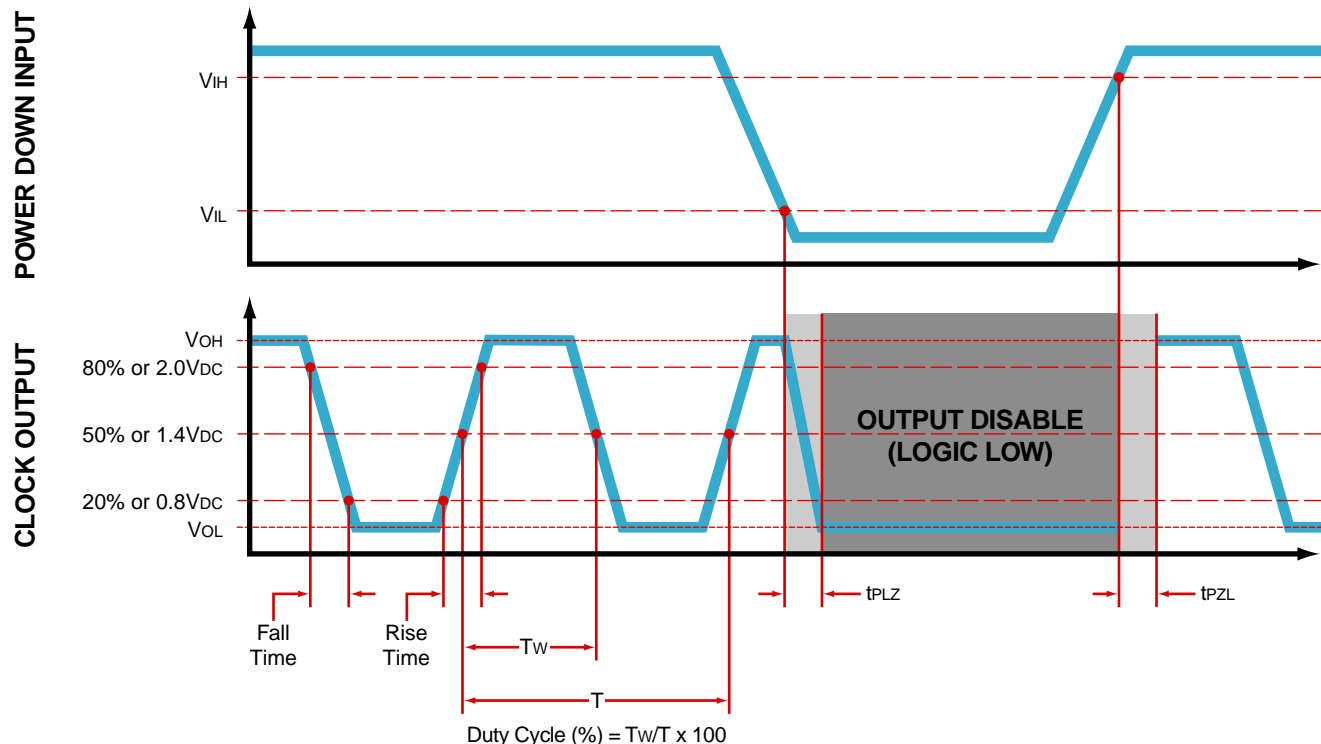 POWER DOWN INPUT
VIH
VIL
CLOCK OUTPUT
VOH
80% or 2.0VDC
50% or 1.4VDC
20% or 0.8VDC
VOL
OUTPUT DISABLE
(LOGIC LOW)
tPLZ
tPZL
Fall
Time
Rise
Time
TW
T
Duty Cycle (%) = TW/T x 100